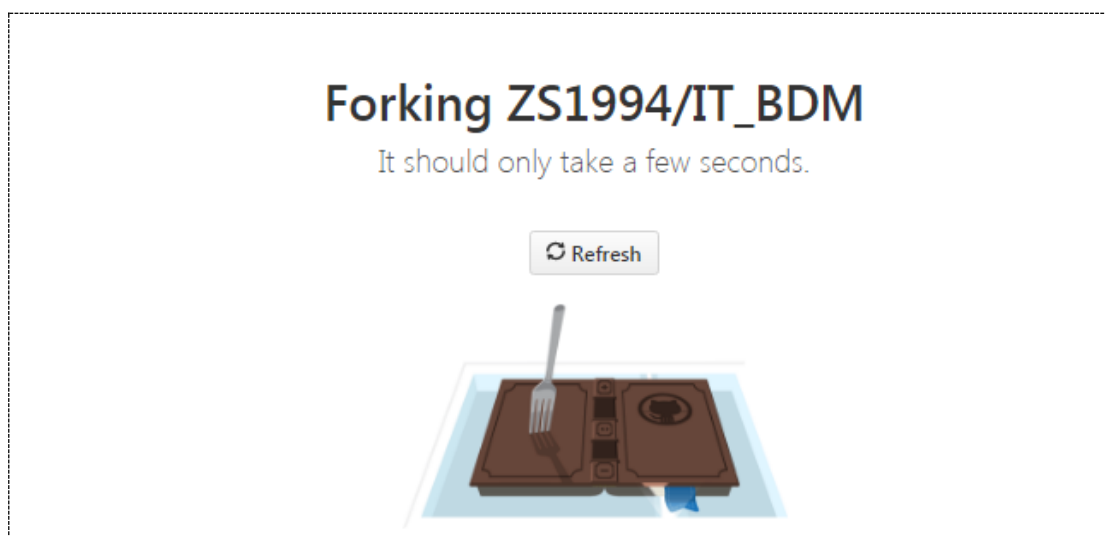 Forking ZS1994/IT_BDM
It should only take a few seconds.
Refresh